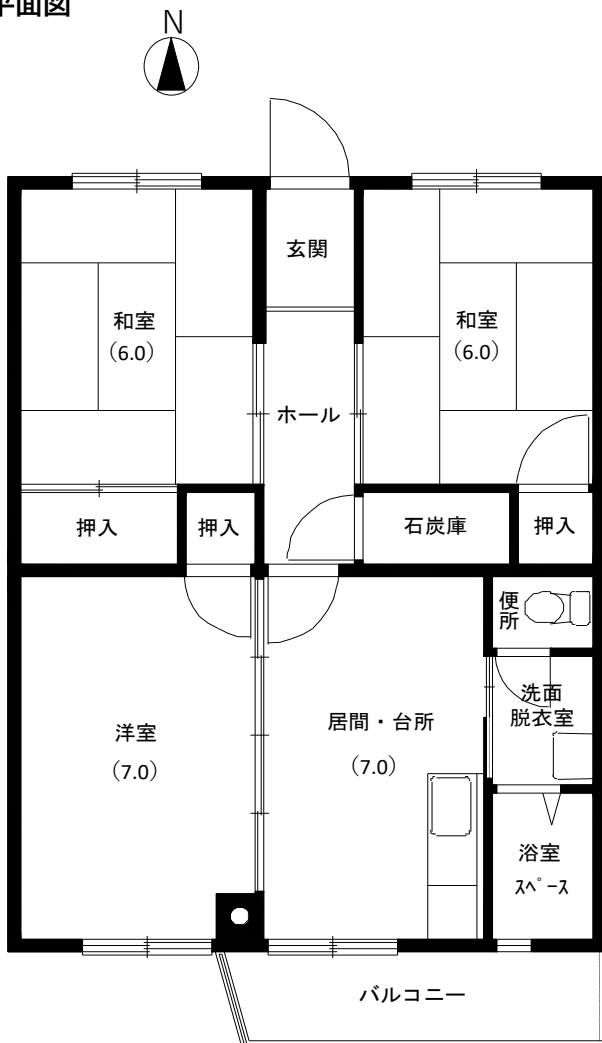 平面図
N
玄関
和室
(6.0)
和室
(6.0)
ホール
押入
押入
石炭庫
押入
便所
洗面
脱衣室
洋室
(7.0)
居間・台所
(7.0)
浴室
ｽﾍﾟｰｽ
バルコニー